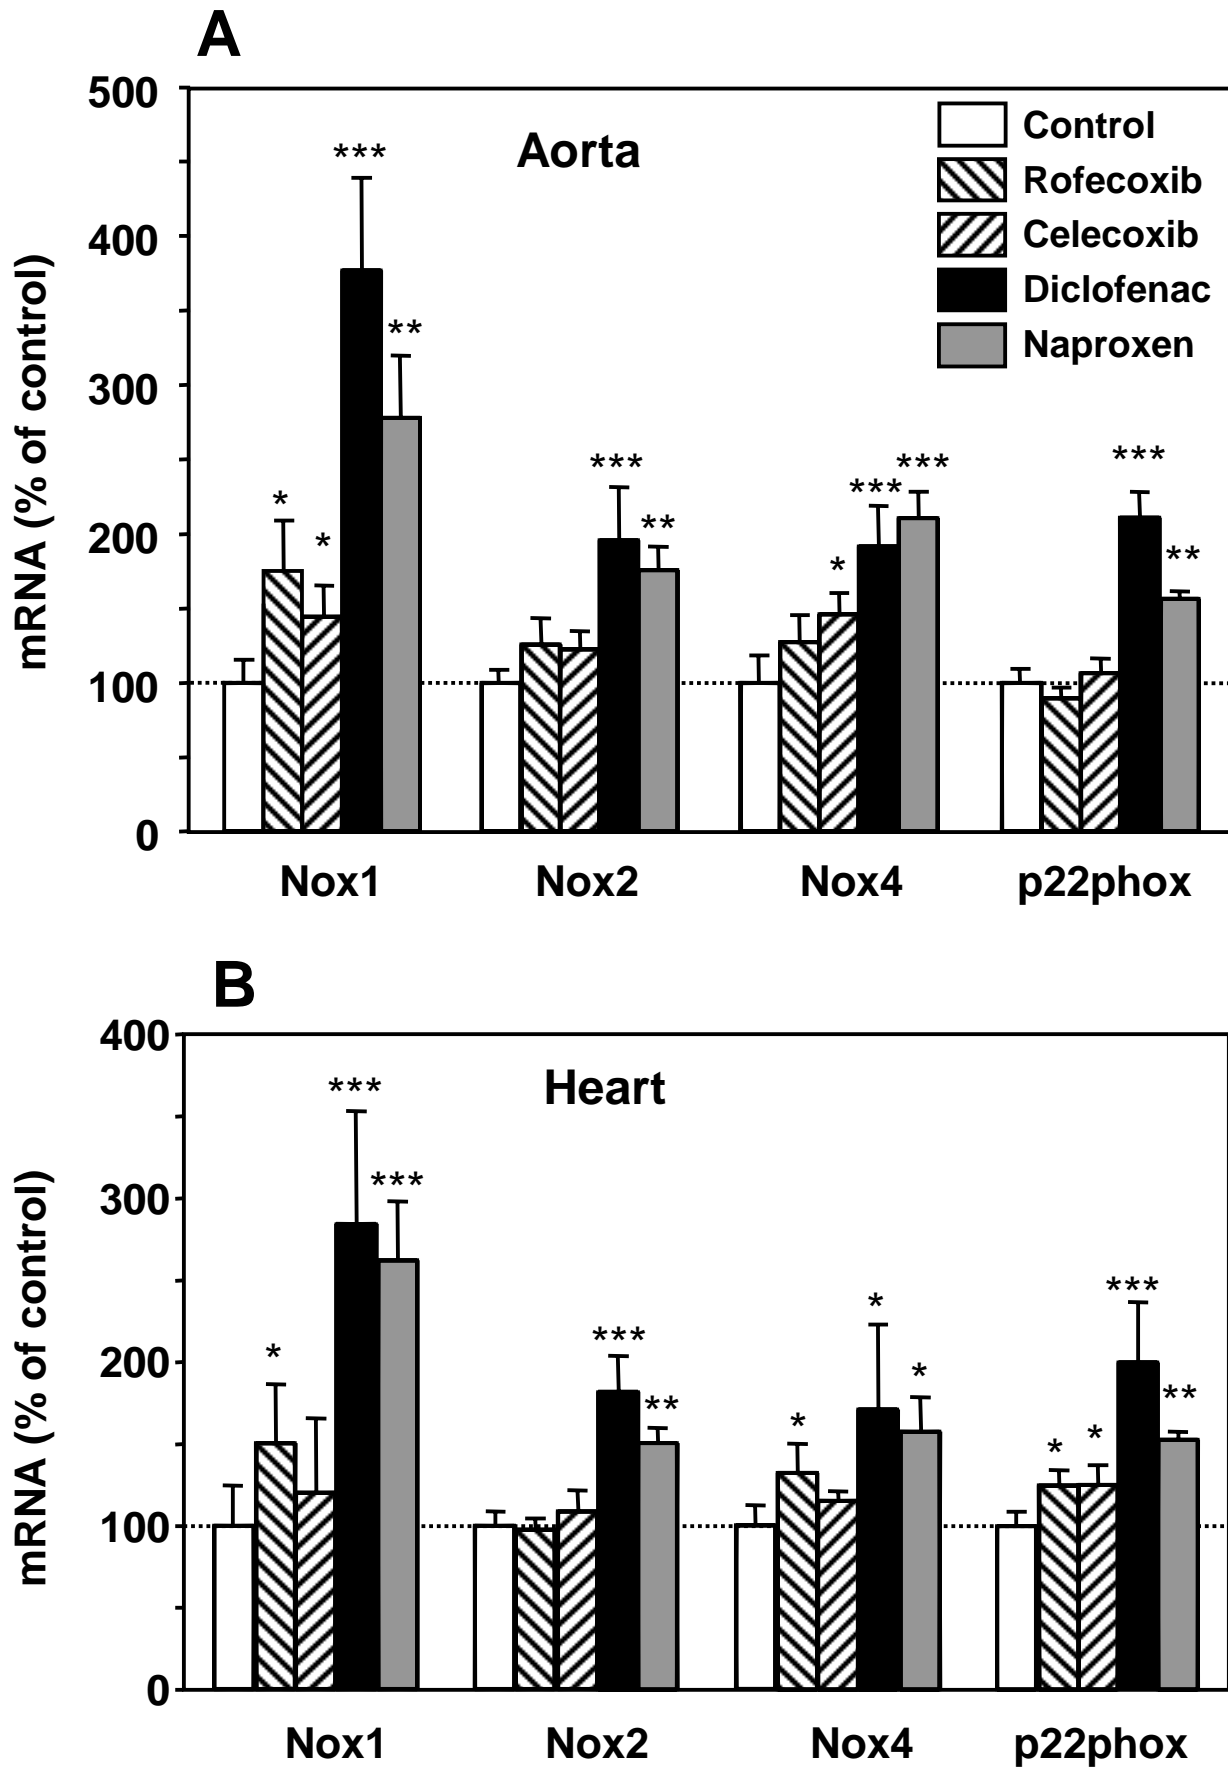 A
500
400
300
200
100
0
mRNA (% of control)
Aorta
Control
Rofecoxib
Celecoxib
Diclofenac
Naproxen
*
*
***
**
***
**
*
***
***
***
**
Nox1 Nox2 Nox4 p22phox
B
400
300
200
100
0
mRNA (% of control)
Heart
*
***
***
***
**
*
*
*
*
*
***
**
Nox1 Nox2 Nox4 p22phox